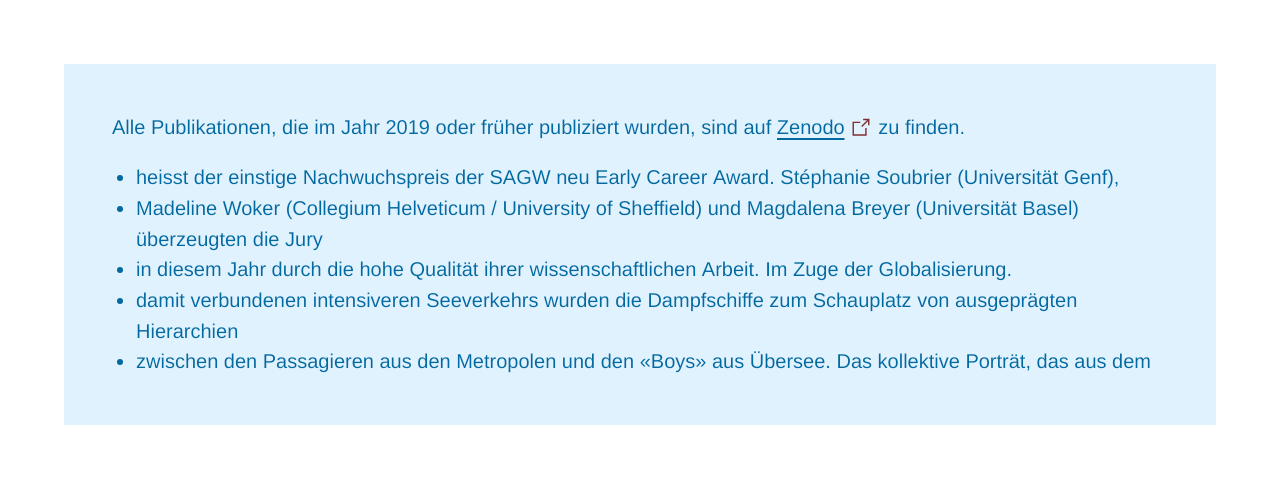 Alle Publikationen, die im Jahr 2019 oder früher publiziert wurden, sind auf Zenodo zu finden.
• heisst der einstige Nachwuchspreis der SAGW neu Early Career Award. Stéphanie Soubrier (Universität Genf),
• Madeline Woker (Collegium Helveticum / University of Sheffield) und Magdalena Breyer (Universität Basel)
überzeugten die Jury
• in diesem Jahr durch die hohe Qualität ihrer wissenschaftlichen Arbeit. Im Zuge der Globalisierung.
• damit verbundenen intensiveren Seeverkehrs wurden die Dampfschiffe zum Schauplatz von ausgeprägten
Hierarchien
• zwischen den Passagieren aus den Metropolen und den «Boys» aus Übersee. Das kollektive Porträt, das aus dem